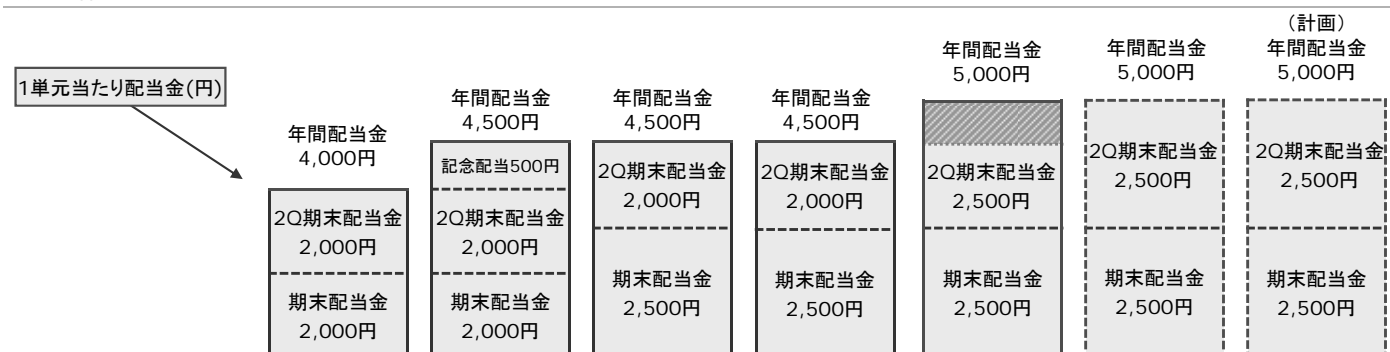 1単元当たり配当金(円)
年間配当金
4,000円
2Q期末配当金
2,000円
期末配当金
2,000円
年間配当金
4,500円
記念配当500円
2Q期末配当金
2,000円
期末配当金
2,000円
年間配当金
4,500円
2Q期末配当金
2,000円
期末配当金
2,500円
年間配当金
4,500円
2Q期末配当金
2,000円
期末配当金
2,500円
年間配当金
5,000円
2Q期末配当金
2,500円
期末配当金
2,500円
年間配当金
5,000円
2Q期末配当金
2,500円
期末配当金
2,500円
(計画)
年間配当金
5,000円
2Q期末配当金
2,500円
期末配当金
2,500円